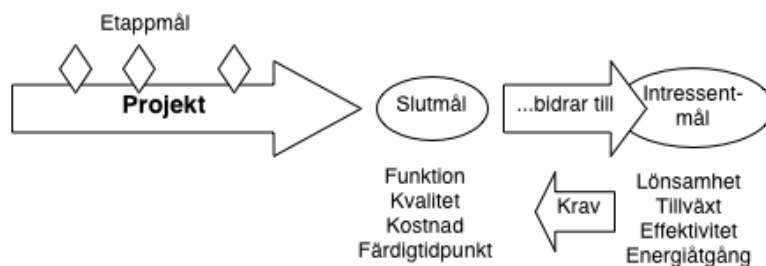 Etappmål
Projekt
Slutmål
...bidrar till
Intressent-
mål
Funktion
Kvalitet
Kostnad
Färdigtidpunkt
Krav
Lönsamhet
Tillväxt
Effektivitet
Energiåtgång